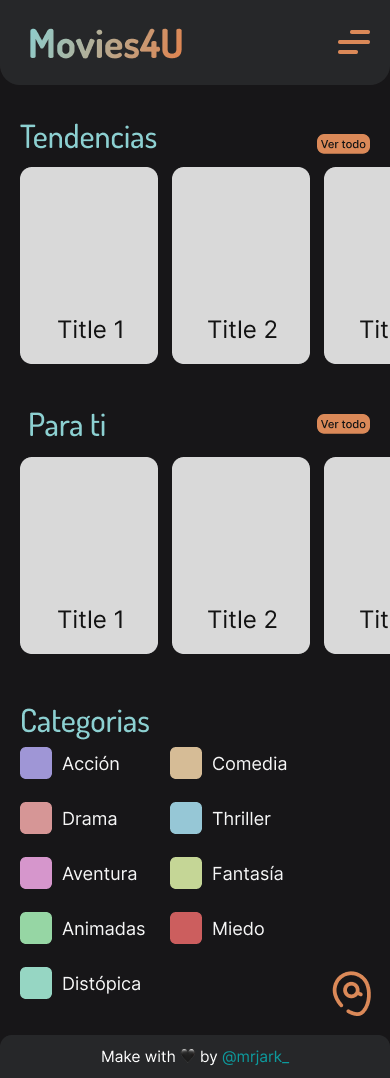 Movies4U
Tendencias
Ver todo
Title 1
Title 2
Tit
Para ti
Ver todo
Title 1
Title 2
Tit
Categorias
Acción
Comedia
Drama
Thriller
Aventura
Fantasía
Animadas
Miedo
Distópica
Make with 🖤 by @mrjark_